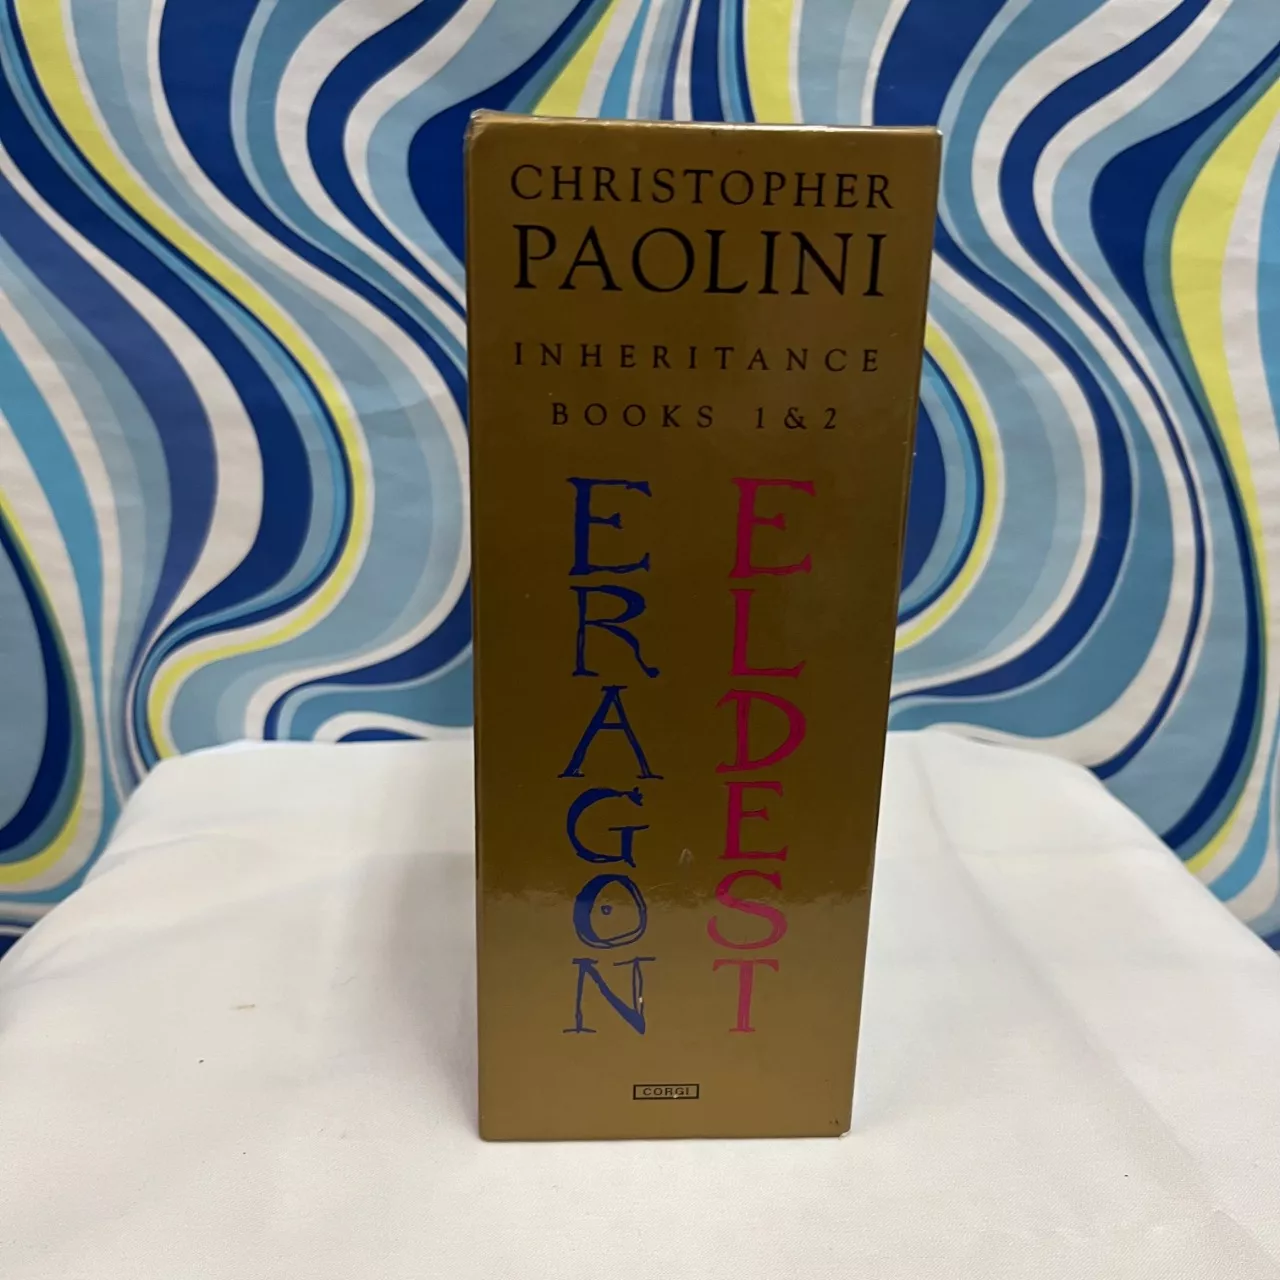 CHRISTOPHER
PAOLINI
INHERITANCE
BOOKS 1 & 2
ERAGON
ELDEST
CORGI